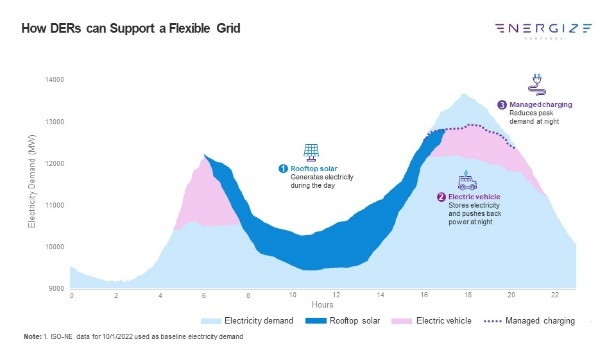 How DERs can Support a Flexible Grid
ENERGIZE
VENTURES
14000
13000
12000
11000
10000
9000
Electricity Demand (MW)
3 Managed charging
Reduces peak
demand at night
1 Rooftop solar
Generates electricity
during the day
2 Electric vehicle
Stores electricity
and pushes back
power at night
0 2 4 6 8 10 12 14 16 18 20 22
Hours
Electricity demand Rooftop solar Electric vehicle Managed charging
Note: 1. ISO-NE data for 10/1/2022 used as baseline electricity demand